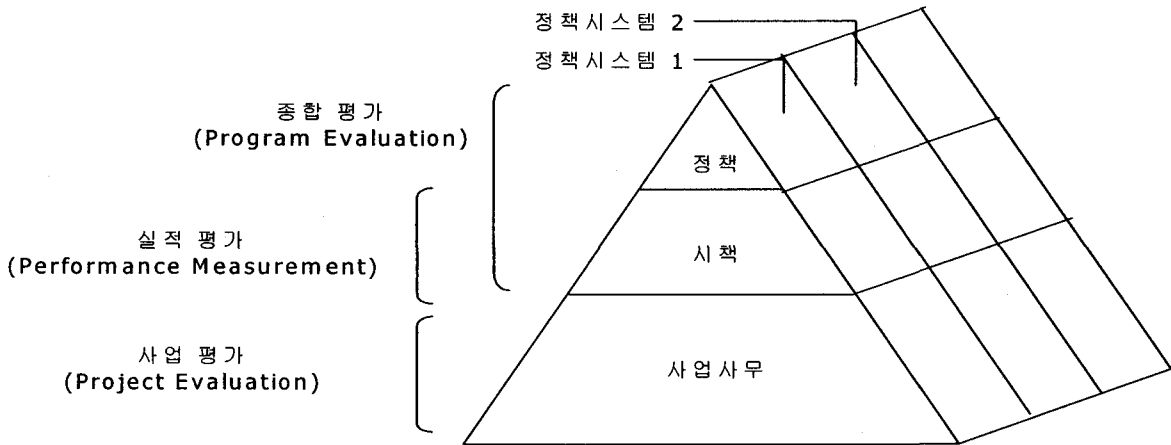 정책시스템 2
정책시스템 1
종합 평가
(Program Evaluation)
정책
실적 평가
(Performance Measurement)
시책
사업 평가
(Project Evaluation)
사업사무